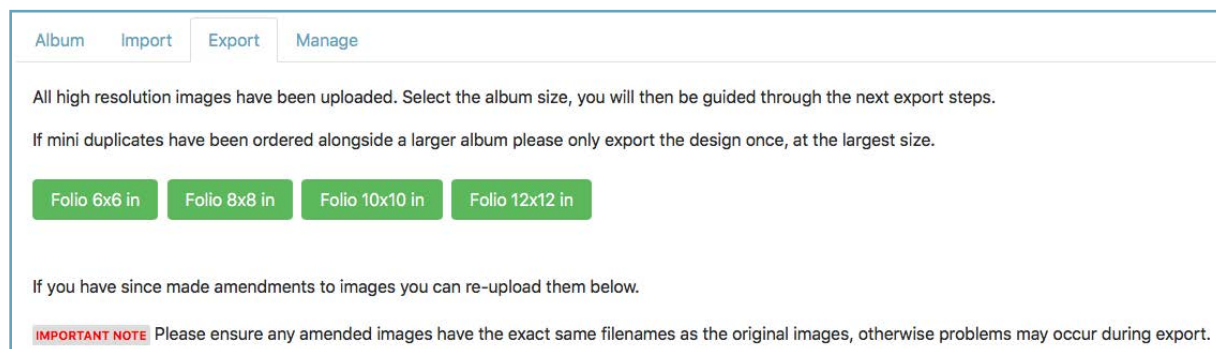 Album Import Export Manage
All high resolution images have been uploaded. Select the album size, you will then be guided through the next export steps.
If mini duplicates have been ordered alongside a larger album please only export the design once, at the largest size.
Folio 6x6 in Folio 8x8 in Folio 10x10 in Folio 12x12 in
If you have since made amendments to images you can re-upload them below.
IMPORTANT NOTE Please ensure any amended images have the exact same filenames as the original images, otherwise problems may occur during export.